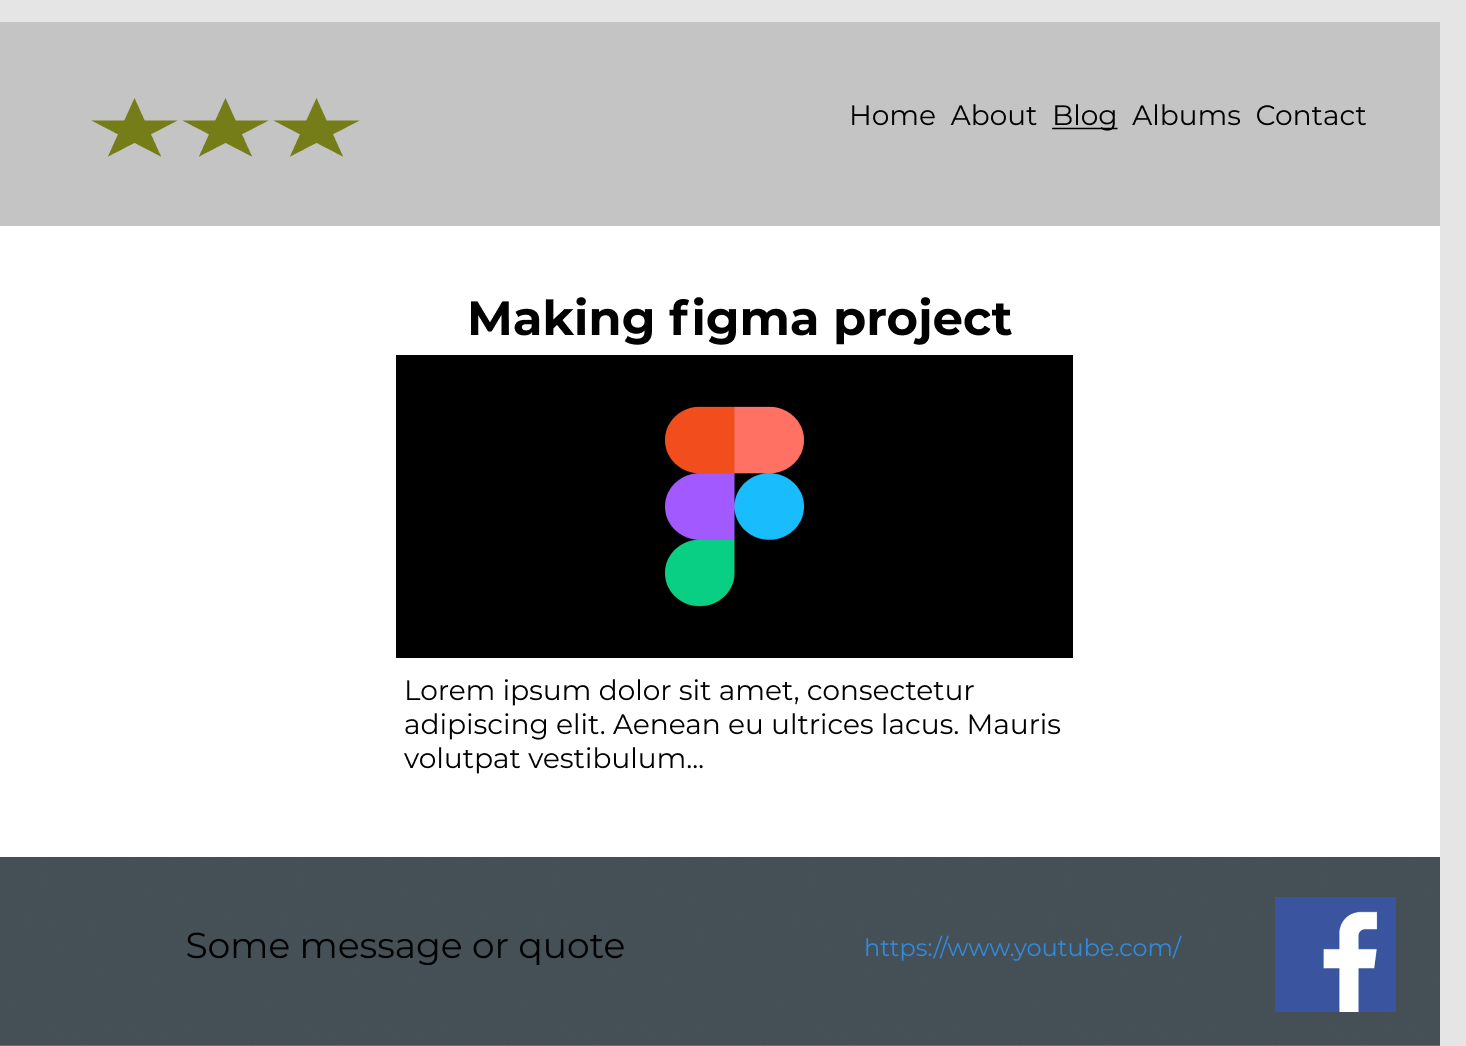 Home About Blog Albums Contact
Making figma project
Lorem ipsum dolor sit amet, consectetur
adipiscing elit. Aenean eu ultrices lacus. Mauris
volutpat vestibulum...
Some message or quote
https://www.youtube.com/